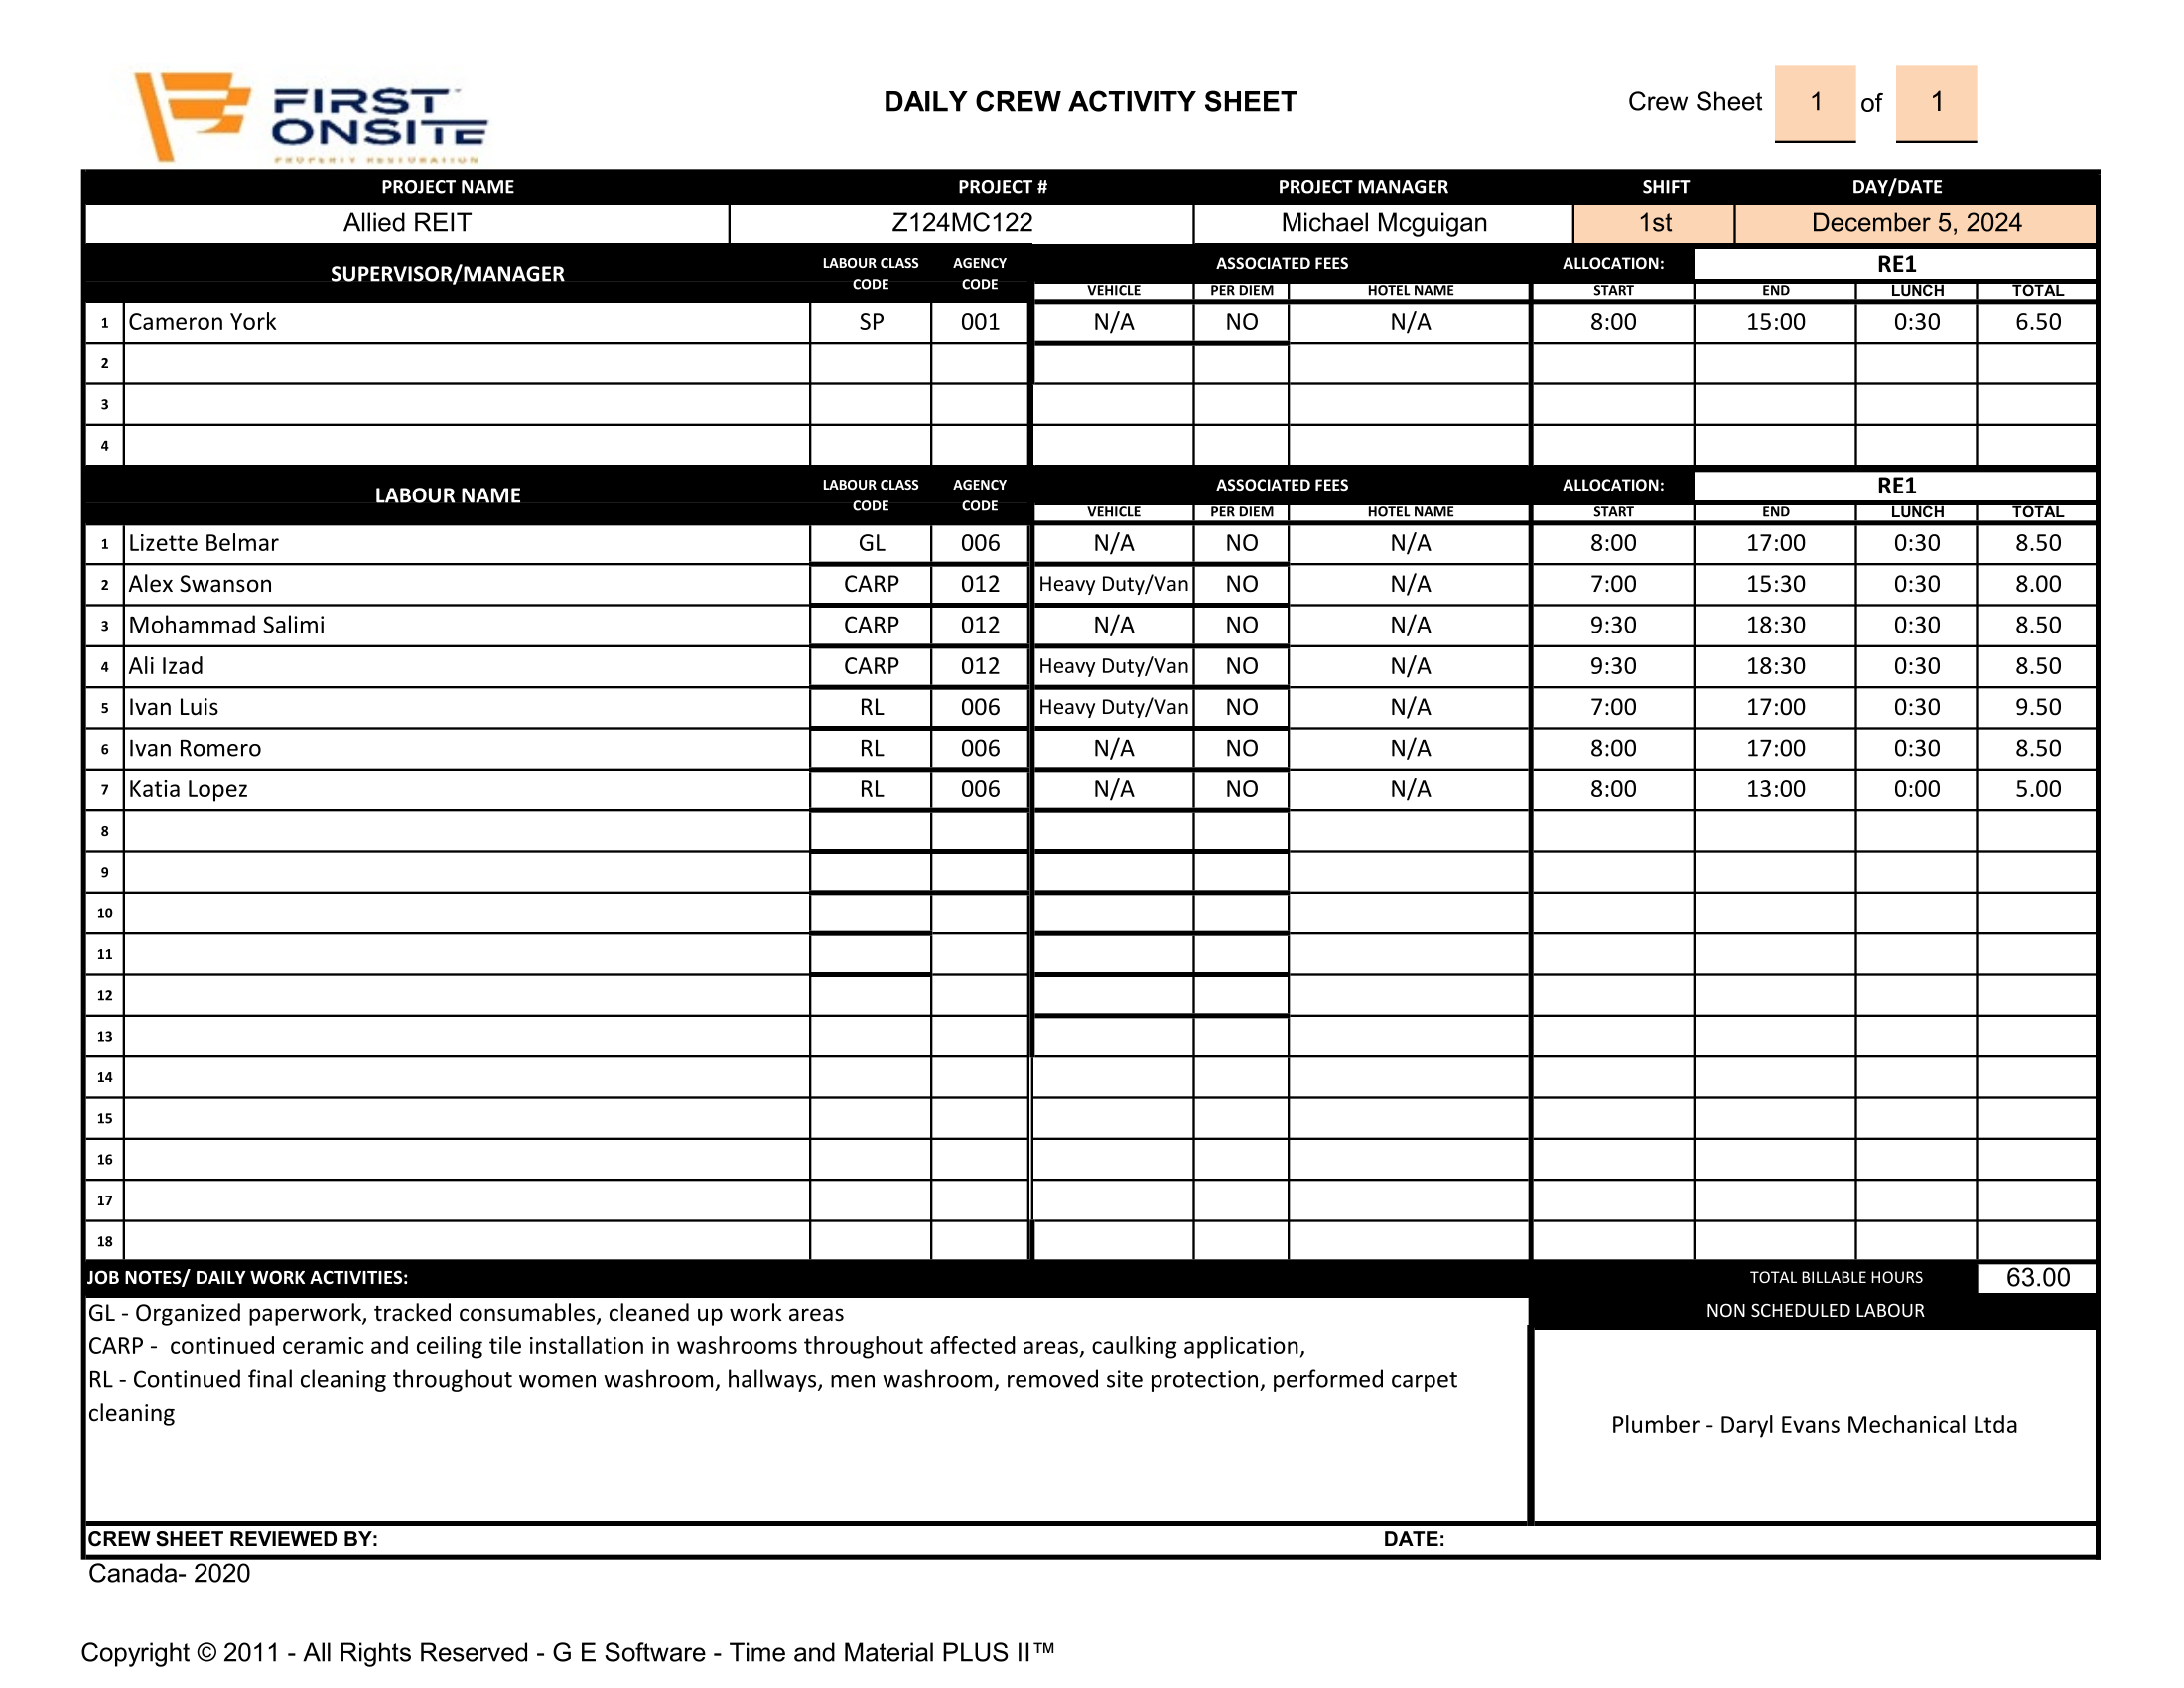 FIRST ONSITE
PROPERTY RESTORATION
DAILY CREW ACTIVITY SHEET
Crew Sheet 1 of 1
PROJECT NAME PROJECT # PROJECT MANAGER SHIFT DAY/DATE
Allied REIT Z124MC122 Michael Mcguigan 1st December 5, 2024
SUPERVISOR/MANAGER LABOUR CLASS CODE AGENCY CODE ASSOCIATED FEES ALLOCATION: RE1
VEHICLE PER DIEM HOTEL NAME START END LUNCH TOTAL
1 Cameron York SP 001 N/A NO N/A 8:00 15:00 0:30 6.50
2
3
4
LABOUR NAME LABOUR CLASS CODE AGENCY CODE ASSOCIATED FEES ALLOCATION: RE1
VEHICLE PER DIEM HOTEL NAME START END LUNCH TOTAL
1 Lizette Belmar GL 006 N/A NO N/A 8:00 17:00 0:30 8.50
2 Alex Swanson CARP 012 Heavy Duty/Van NO N/A 7:00 15:30 0:30 8.00
3 Mohammad Salimi CARP 012 N/A NO N/A 9:30 18:30 0:30 8.50
4 Ali Izad CARP 012 Heavy Duty/Van NO N/A 9:30 18:30 0:30 8.50
5 Ivan Luis RL 006 Heavy Duty/Van NO N/A 7:00 17:00 0:30 9.50
6 Ivan Romero RL 006 N/A NO N/A 8:00 17:00 0:30 8.50
7 Katia Lopez RL 006 N/A NO N/A 8:00 13:00 0:00 5.00
8
9
10
11
12
13
14
15
16
17
18
JOB NOTES/ DAILY WORK ACTIVITIES: TOTAL BILLABLE HOURS 63.00
GL - Organized paperwork, tracked consumables, cleaned up work areas
CARP -  continued ceramic and ceiling tile installation in washrooms throughout affected areas, caulking application,
RL - Continued final cleaning throughout women washroom, hallways, men washroom, removed site protection, performed carpet
cleaning
NON SCHEDULED LABOUR
Plumber - Daryl Evans Mechanical Ltda
CREW SHEET REVIEWED BY: DATE:
Canada- 2020
Copyright © 2011 - All Rights Reserved - G E Software - Time and Material PLUS II™